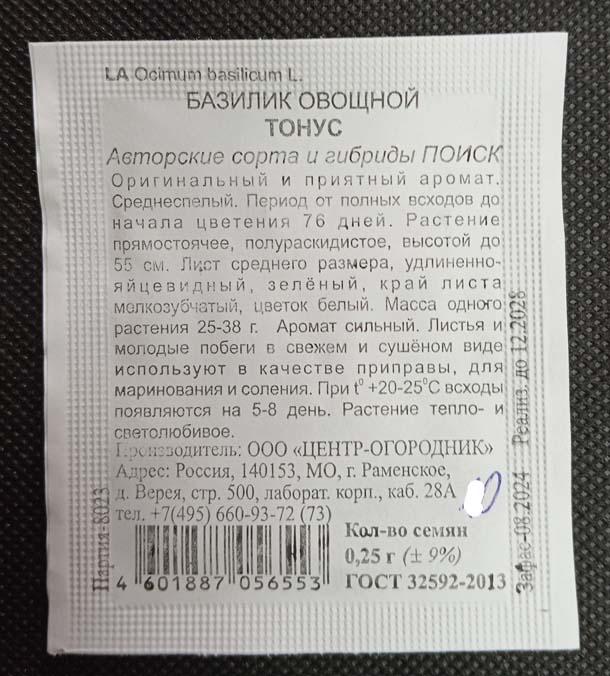 LA Ocimum basilicum L.
БАЗИЛИК ОВОЩНОЙ
ТОНУС
Авторские сорта и гибриды ПОИСК
Оригинальный и приятный аромат.
Среднеспелый. Период от полных всходов до
начала цветения 76 дней. Растение
прямостоячее, полураскидистое, высотой до
55 см. Лист среднего размера, удлиненно-
яйцевидный, зелёный, край листа
мелкозубчатый, цветок белый. Масса одного
растения 25-38 г. Аромат сильный. Листья и
молодые побеги в свежем и сушёном виде
используют в качестве приправы, для
маринования и соления. При t° +20-25°С всходы
появляются на 5-8 день. Растение тепло- и
светолюбивое.
Производитель: ООО «ЦЕНТР-ОГОРОДНИК»
Адрес: Россия, 140153, МО, г. Раменское,
д. Верея, стр. 500, лаборат. корп., каб. 28А
тел. +7(495) 660-93-72 (73)
Кол-во семян
0,25 г (± 9%)
ГОСТ 32592-2013
4 601887 056553
Партия-8023
Зафас-08.2024 Реализ. до 12.2028